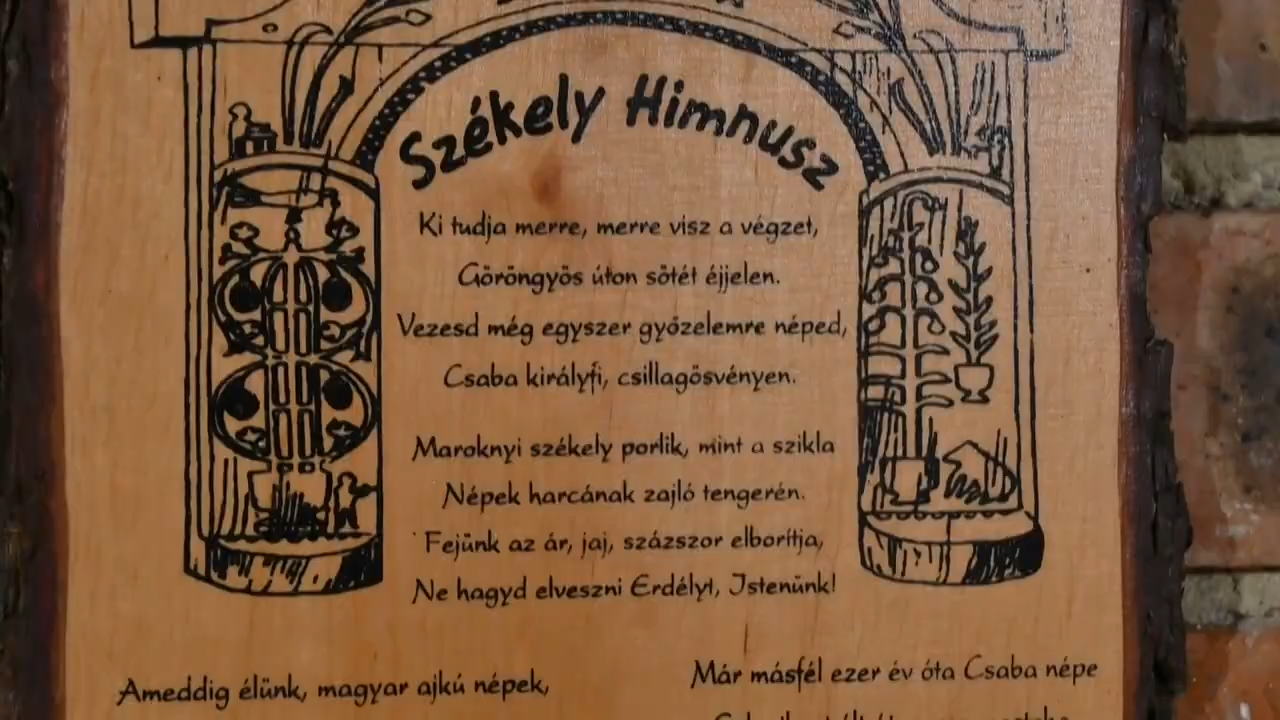 Székely Himnusz
Ki tudja merre, merre visz a végzet,
Göröngyös úton sötét éjjelen.
Vezesd még egyszer győzelemre néped,
Csaba királyfi, csillagösvényen.
Maroknyi székely porlik, mint a szikla
Népek harcának zajló tengerén.
Fejünk az ár, jaj, százszor elborítja,
Ne hagyd elveszni Erdélyt, Istenünk!
Ameddig élünk, magyar ajkú népek,
Már másfél ezer év óta Csaba népe